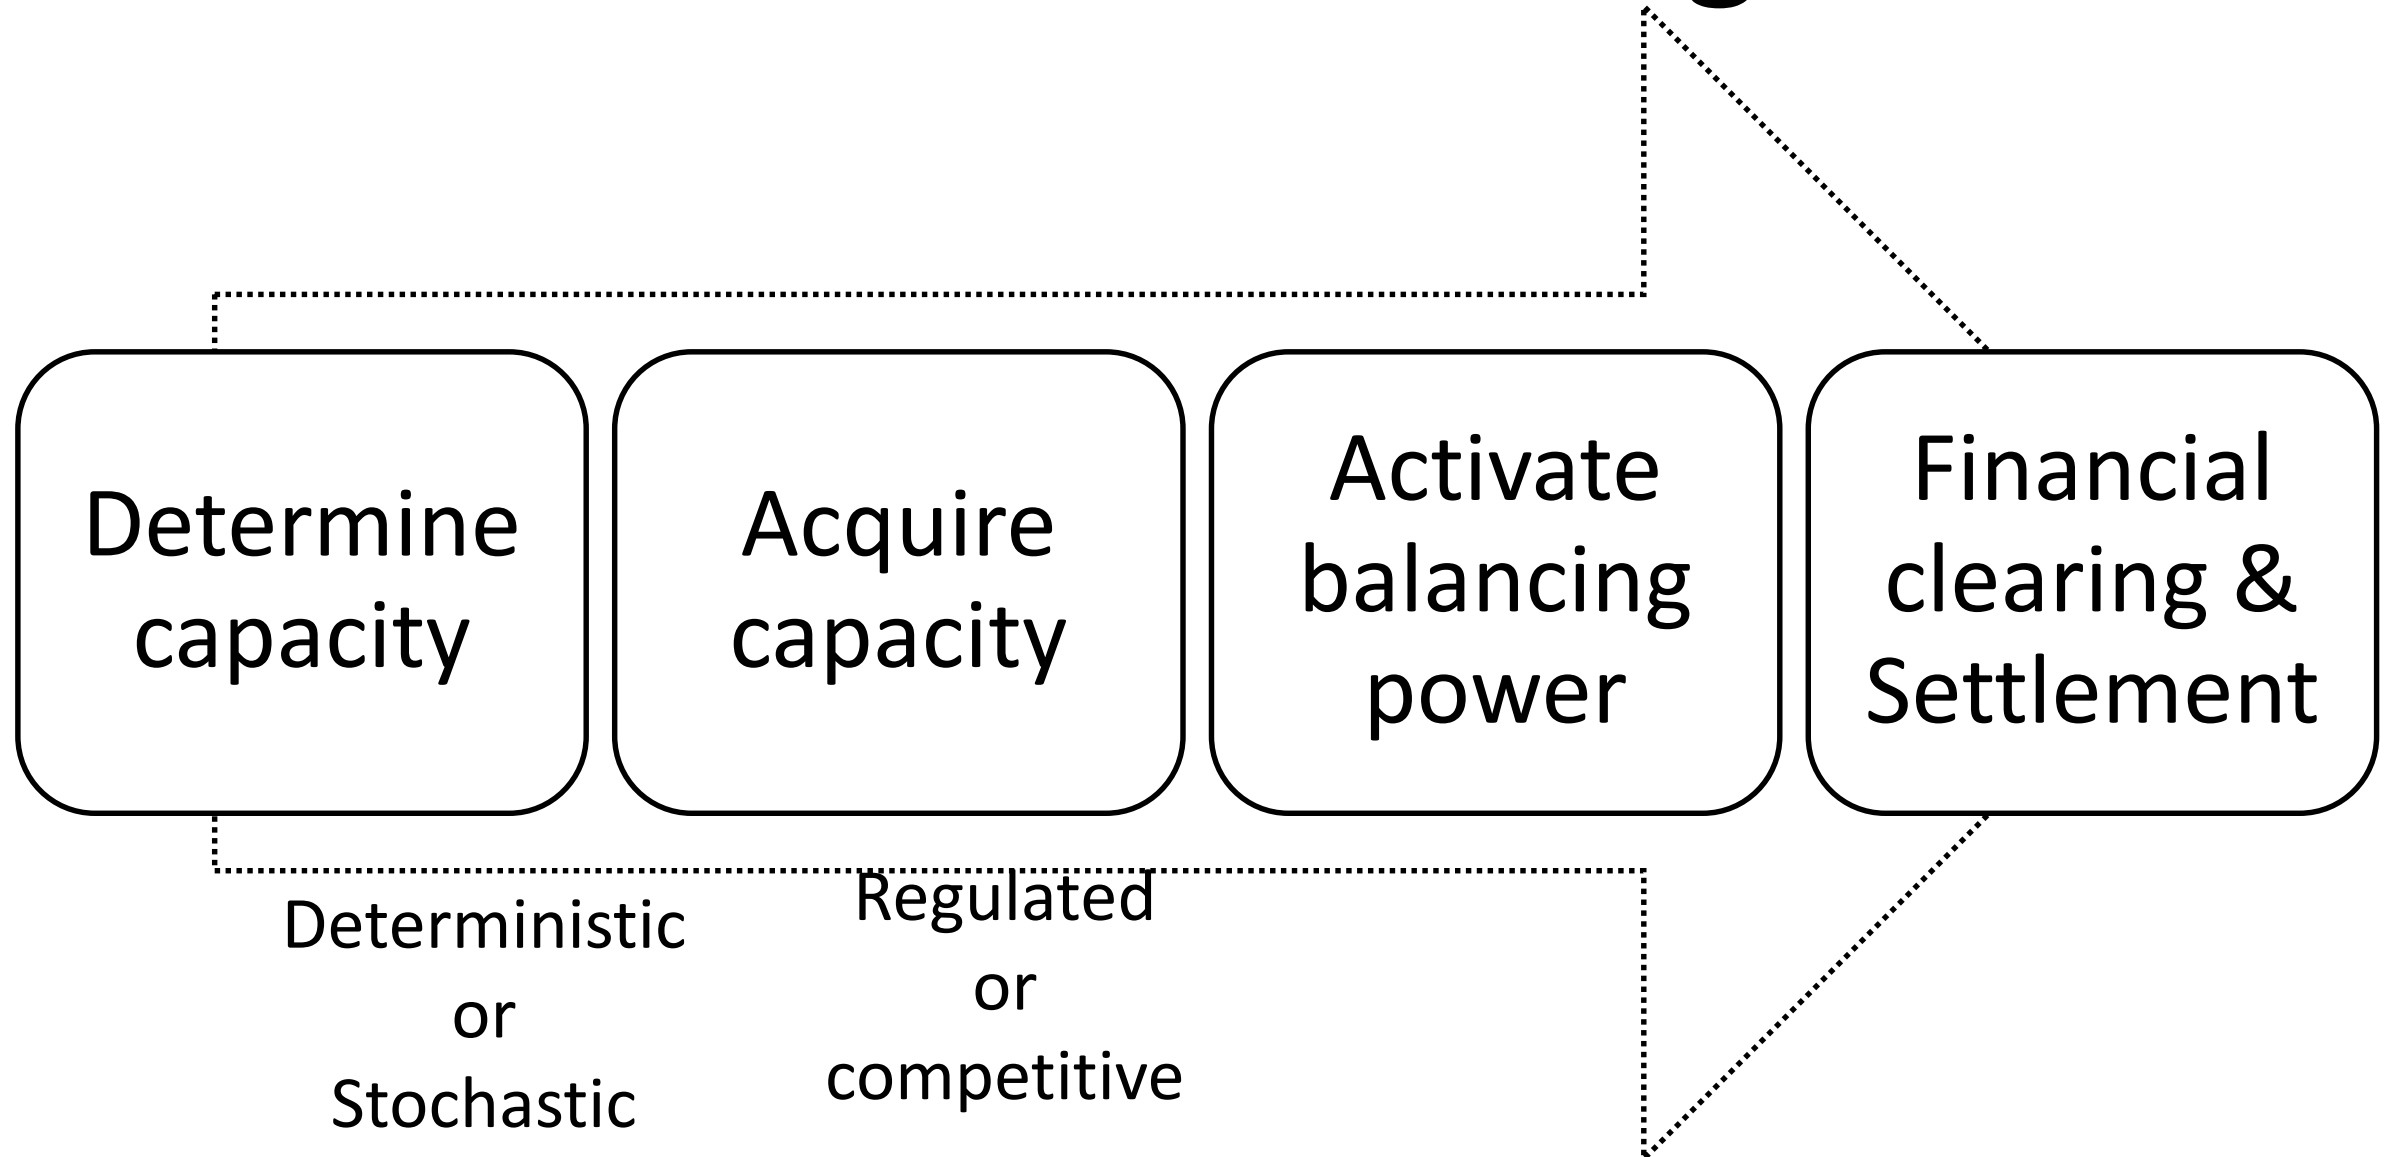 Determine
capacity
Acquire
capacity
Activate
balancing
power
Financial
clearing &
Settlement
Deterministic
or
Stochastic
Regulated
or
competitive